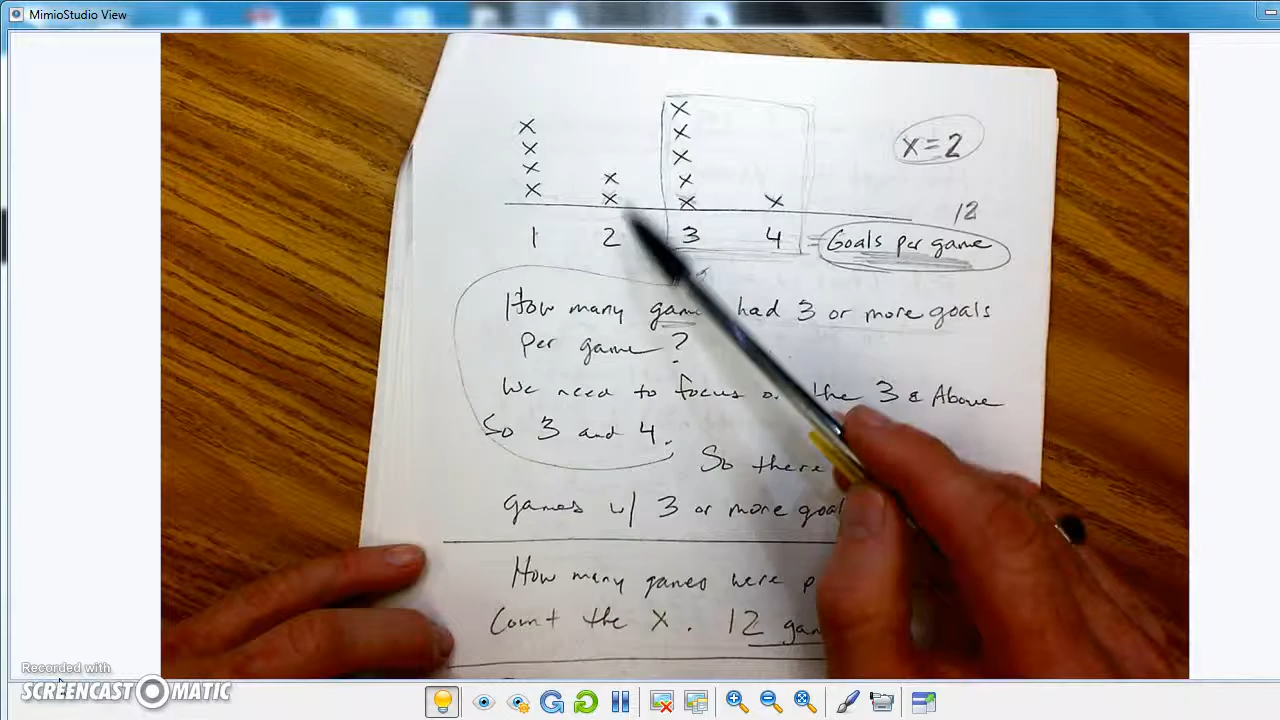 MimioStudio View
x
x x
x x
x x x
x x x x
x = 2
12
1 2 3 4 = Goals per game
How many game had 3 or more goals
Per game ?
We need to focus the 3 & Above
So 3 and 4.
So there
games w/ 3 or more goal
How many games were p
Count the X. 12 gam
Recorded with
SCREENCAST O MATIC